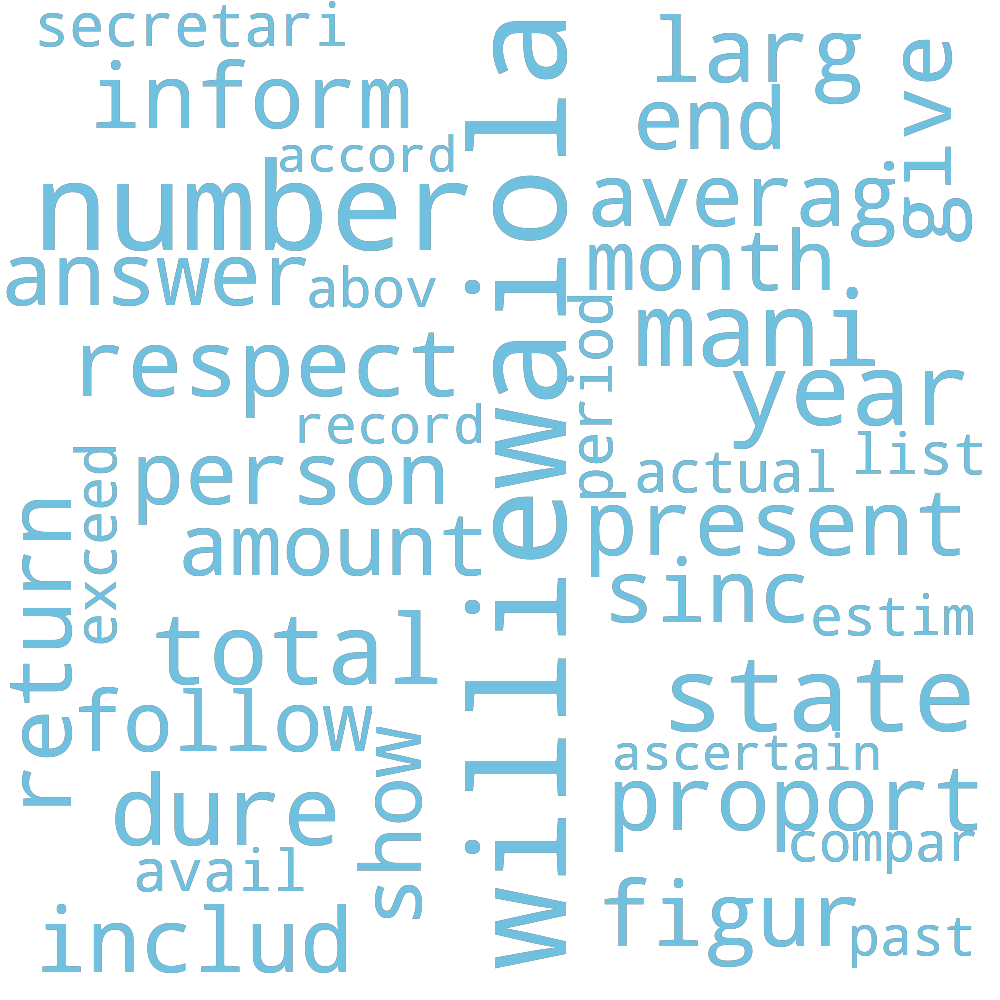 secretari
larg
give
inform
end
accord
number
averag
month
answer
abov
williewaiola
period
mani
respect
year
record
list
person
actual
exceed
present
return
amount
sinc
estim
total
state
follow
show
ascertain
dure
proport
compar
avail
includ
figur
past